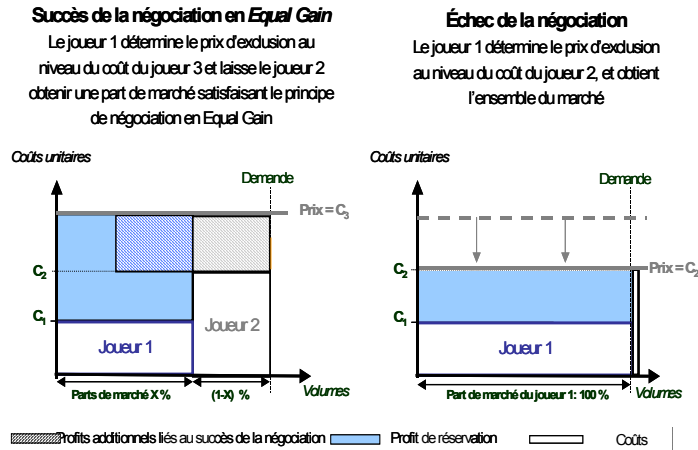 Succès de la négociation en Equal Gain
Le joueur 1 détermine le prix d'exclusion au
niveau du coût du joueur 3 et laisse le joueur 2
obtenir une part de marché satisfaisant le principe
de négociation en Equal Gain
Coûts unitaires
Demande
Prix = C3
C2
C1
Joueur 2
Joueur 1
Parts de marché X %
(1-X) %
Volumes
Échec de la négociation
Le joueur 1 détermine le prix d'exclusion
au niveau du coût du joueur 2, et obtient
l'ensemble du marché
Coûts unitaires
Demande
C2
Prix = C2
C1
Joueur 1
Part de marché du joueur 1: 100 %
Volumes
Profits additionnels liés au succès de la négociation
Profit de réservation
Coûts